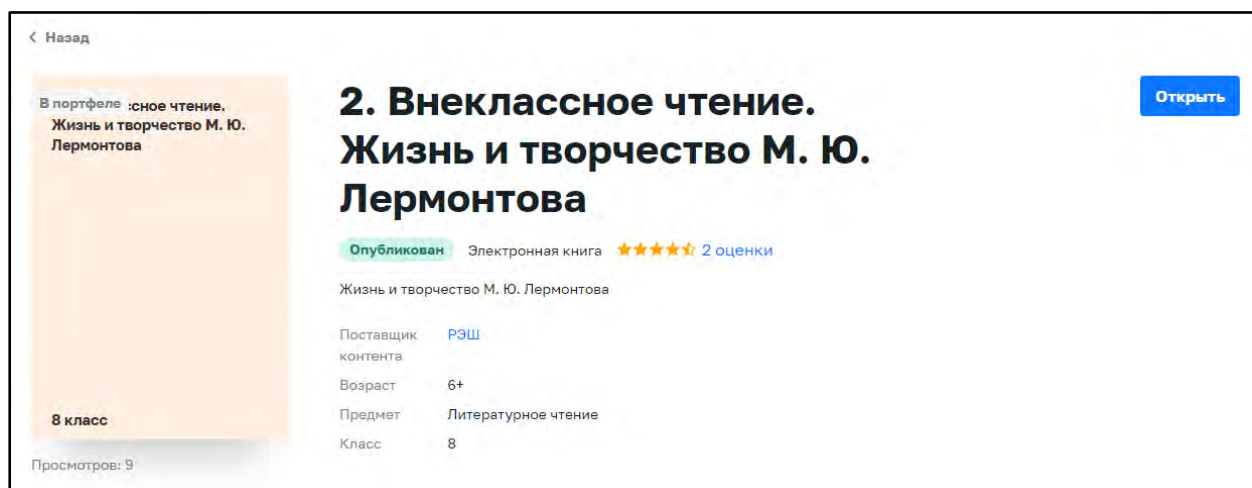 Назад
В портфеле
ссное чтение.
Жизнь и творчество М. Ю.
Лермонтова
8 класс
Просмотров: 9
2. Внеклассное чтение.
Жизнь и творчество М. Ю.
Лермонтова
Опубликован Электронная книга 2 оценки
Жизнь и творчество М. Ю. Лермонтова
Поставщик контента РЭШ
Возраст 6+
Предмет Литературное чтение
Класс 8
Открыть